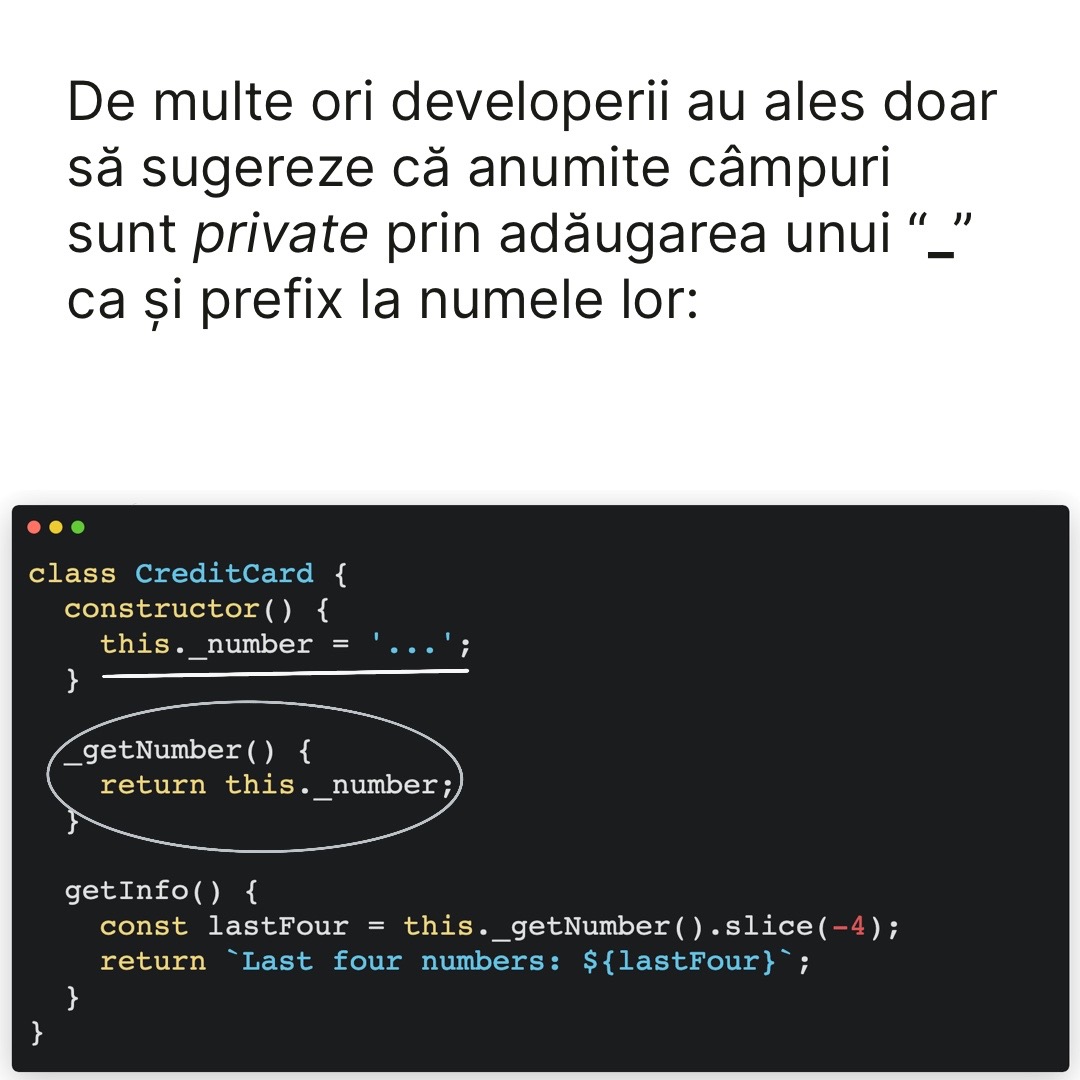 De multe ori developerii au ales doar
să sugereze că anumite câmpuri
sunt private prin adăugarea unui “_”
ca și prefix la numele lor:
class CreditCard {
  constructor() {
    this._number = '...';
  }
  _getNumber() {
    return this._number;
  }
  getInfo() {
    const lastFour = this._getNumber().slice(-4);
    return `Last four numbers: ${lastFour}`;
  }
}